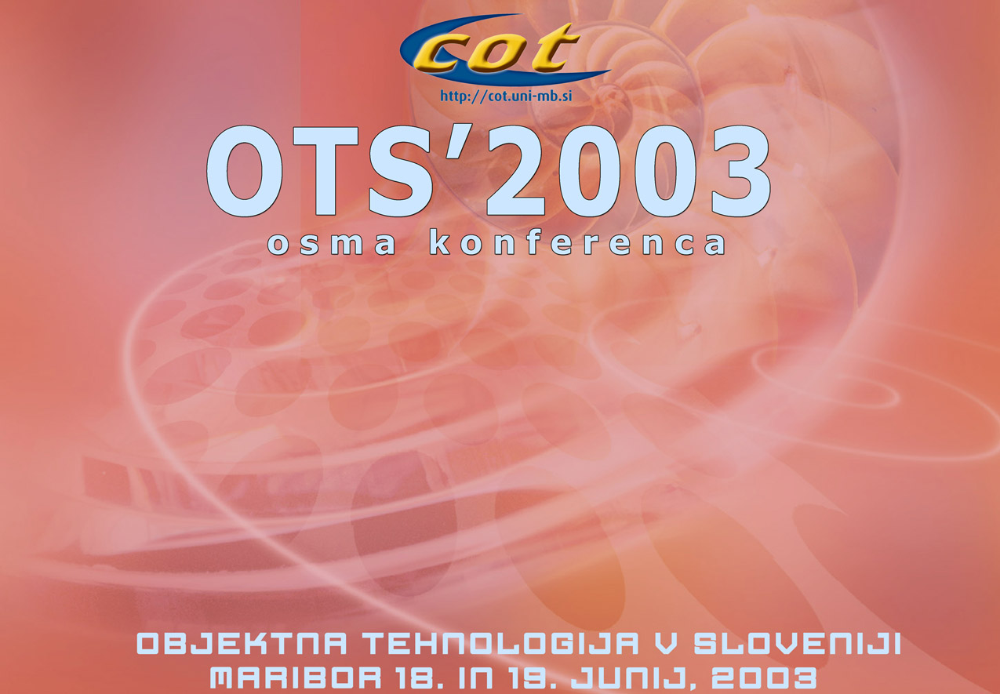 cot
http://cot.uni-mb.si
OTS'2003
osma konferenca
OBJEKTNA TEHNOLOGIJA V SLOVENIJI
MARIBOR 18. IN 19. JUNIJ, 2003